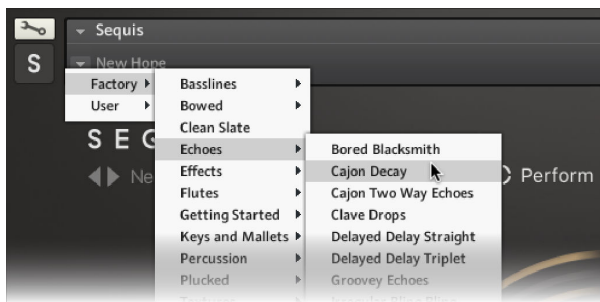 Sequis
S
New Hope
Factory
User
SEQ
Ne
Perform
Basslines
Bowed
Clean Slate
Echoes
Effects
Flutes
Getting Started
Keys and Mallets
Percussion
Plucked
Bored Blacksmith
Cajon Decay
Cajon Two Way Echoes
Clave Drops
Delayed Delay Straight
Delayed Delay Triplet
Groovey Echoes